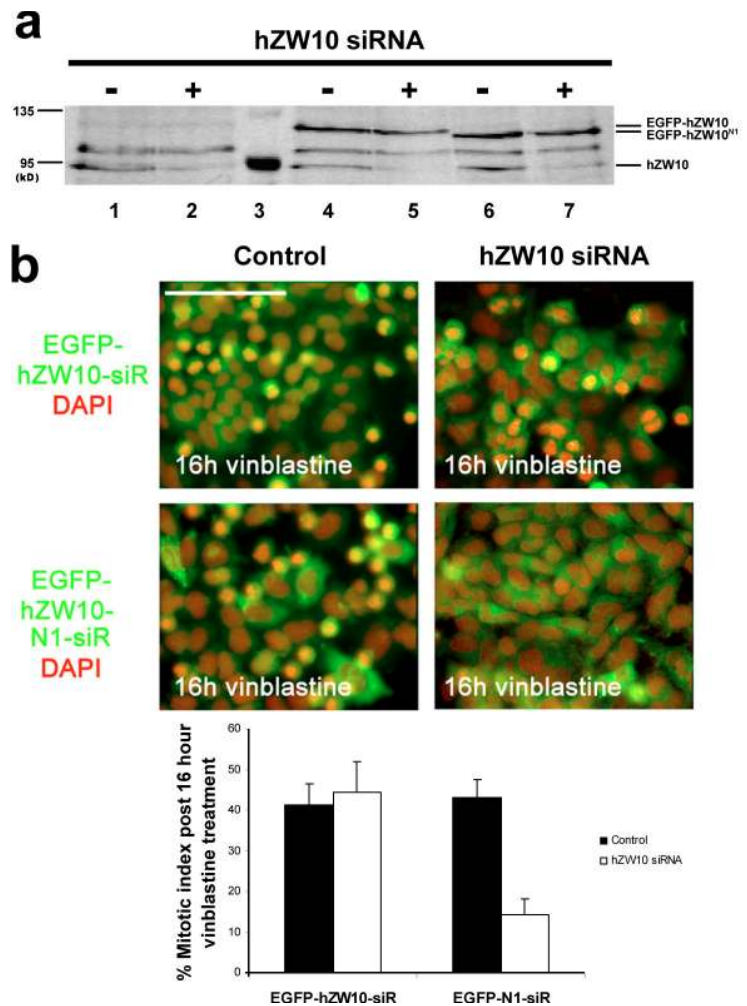 a
hZW10 siRNA
- + - + - +
135
95
(kD)
EGFP-hZW10
EGFP-hZW10N1
hZW10
1 2 3 4 5 6 7
b
Control hZW10 siRNA
EGFP-
hZW10-siR
DAPI
16h vinblastine 16h vinblastine
EGFP-
hZW10-
N1-siR
DAPI
16h vinblastine 16h vinblastine
% Mitotic index post 16 hour
vinblastine treatment
60
50
40
30
20
10
0
Control
hZW10 siRNA
EGFP-hZW10-siR EGFP-N1-siR